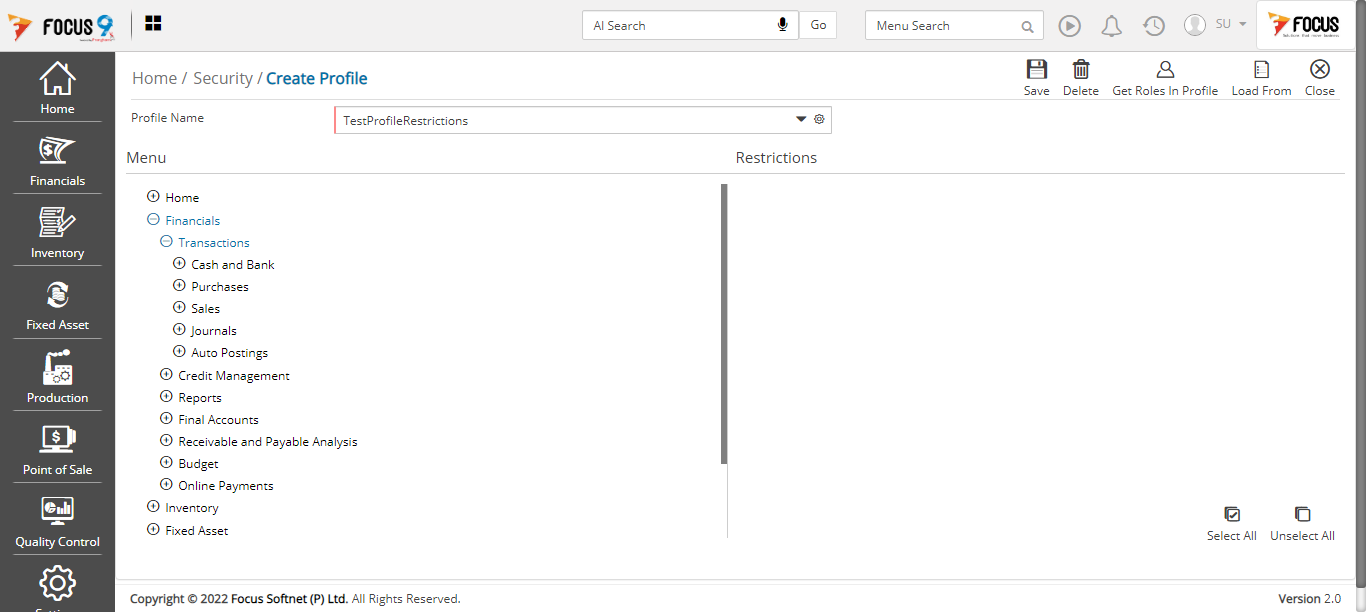 FOCUS 9
AI Search
Go
Menu Search
SU
FOCUS
Home
Financials
Inventory
Fixed Asset
Production
Point of Sale
Quality Control
Home / Security / Create Profile
Save
Delete
Get Roles In Profile
Load From
Close
Profile Name
TestProfileRestrictions
Menu
Restrictions
Home
Financials
Transactions
Cash and Bank
Purchases
Sales
Journals
Auto Postings
Credit Management
Reports
Final Accounts
Receivable and Payable Analysis
Budget
Online Payments
Inventory
Fixed Asset
Select All
Unselect All
Copyright © 2022 Focus Softnet (P) Ltd. All Rights Reserved.
Version 2.0